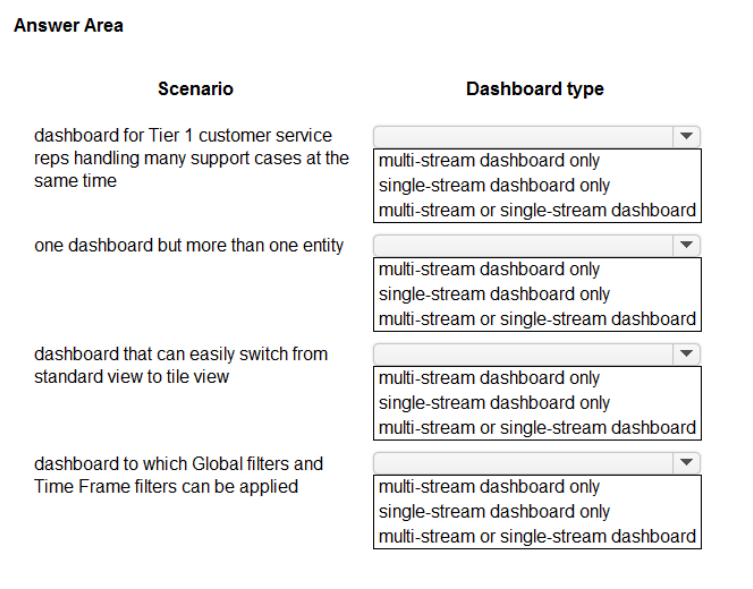 Answer Area
Scenario
Dashboard type
dashboard for Tier 1 customer service
reps handling many support cases at the
same time
multi-stream dashboard only
single-stream dashboard only
multi-stream or single-stream dashboard
one dashboard but more than one entity
multi-stream dashboard only
single-stream dashboard only
multi-stream or single-stream dashboard
dashboard that can easily switch from
standard view to tile view
multi-stream dashboard only
single-stream dashboard only
multi-stream or single-stream dashboard
dashboard to which Global filters and
Time Frame filters can be applied
multi-stream dashboard only
single-stream dashboard only
multi-stream or single-stream dashboard